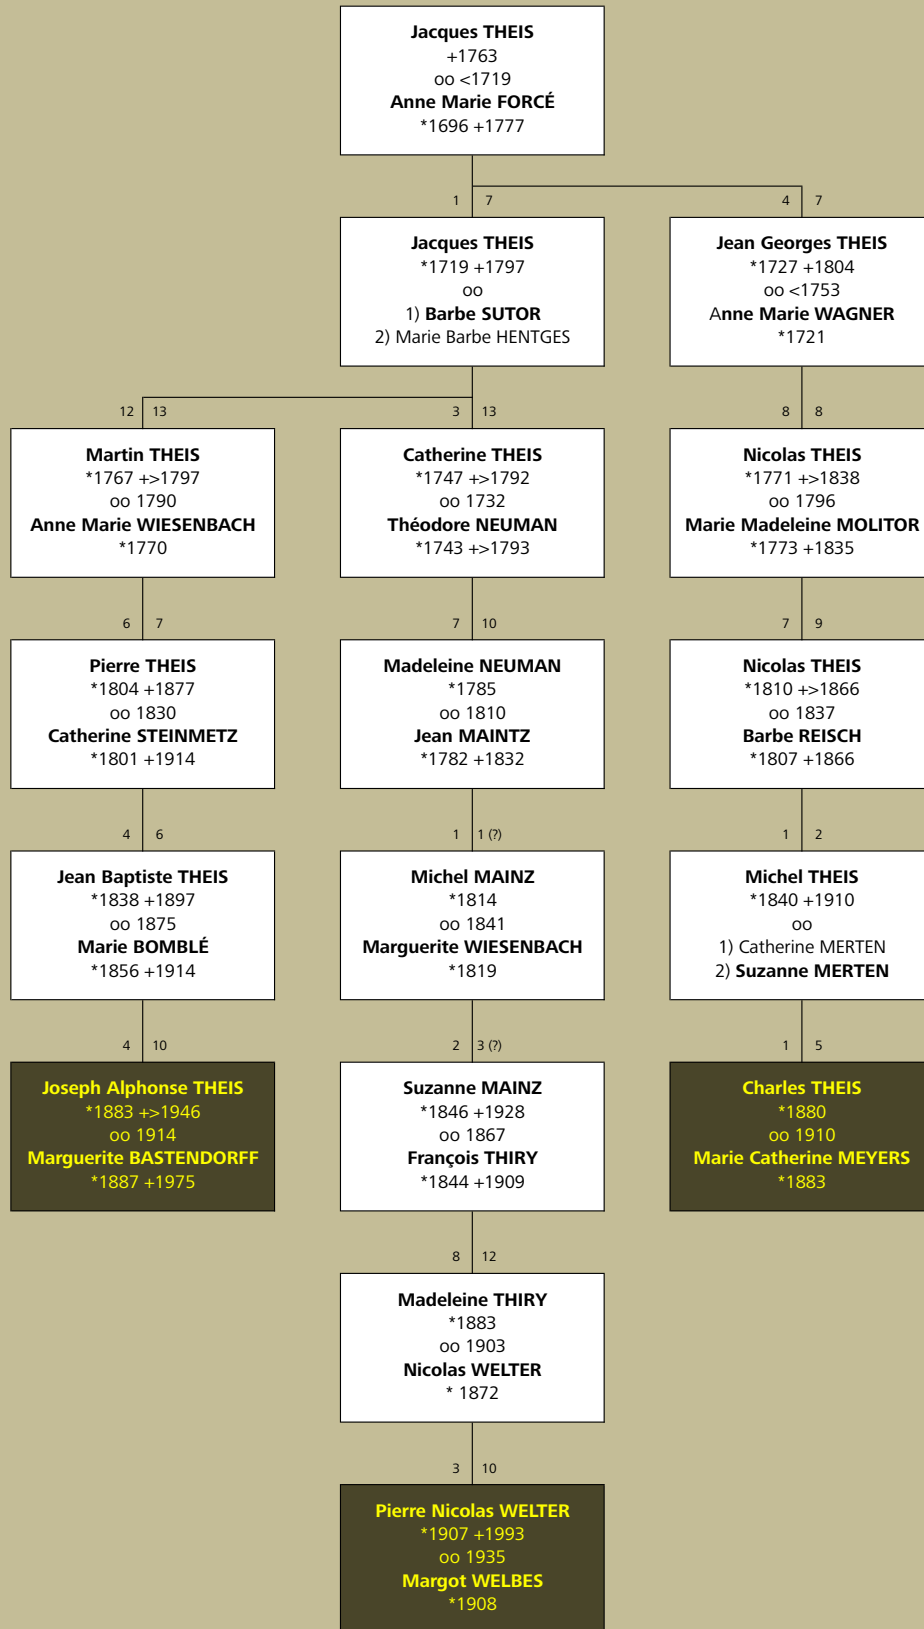 Jacques THEIS
+1763
oo <1719
Anne Marie FORCÉ
*1696 +1777
1 7
4 7
Jacques THEIS
*1719 +1797
oo
1) Barbe SUTOR
2) Marie Barbe HENTGES
Jean Georges THEIS
*1727 +1804
oo <1753
Anne Marie WAGNER
*1721
12 13
3 13
8 8
Martin THEIS
*1767 +>1797
oo 1790
Anne Marie WIESENBACH
*1770
Catherine THEIS
*1747 +>1792
oo 1732
Théodore NEUMAN
*1743 +>1793
Nicolas THEIS
*1771 +>1838
oo 1796
Marie Madeleine MOLITOR
*1773 +1835
6 7
7 10
7 9
Pierre THEIS
*1804 +1877
oo 1830
Catherine STEINMETZ
*1801 +1914
Madeleine NEUMAN
*1785
oo 1810
Jean MAINTZ
*1782 +1832
Nicolas THEIS
*1810 +>1866
oo 1837
Barbe REISCH
*1807 +1866
4 6
1 1 (?)
1 2
Jean Baptiste THEIS
*1838 +1897
oo 1875
Marie BOMBLÉ
*1856 +1914
Michel MAINZ
*1814
oo 1841
Marguerite WIESENBACH
*1819
Michel THEIS
*1840 +1910
oo
1) Catherine MERTEN
2) Suzanne MERTEN
4 10
2 3 (?)
1 5
Joseph Alphonse THEIS
*1883 +>1946
oo 1914
Marguerite BASTENDORFF
*1887 +1975
Suzanne MAINZ
*1846 +1928
oo 1867
François THIRY
*1844 +1909
Charles THEIS
*1880
oo 1910
Marie Catherine MEYERS
*1883
8 12
Madeleine THIRY
*1883
oo 1903
Nicolas WELTER
* 1872
3 10
Pierre Nicolas WELTER
*1907 +1993
oo 1935
Margot WELBES
*1908